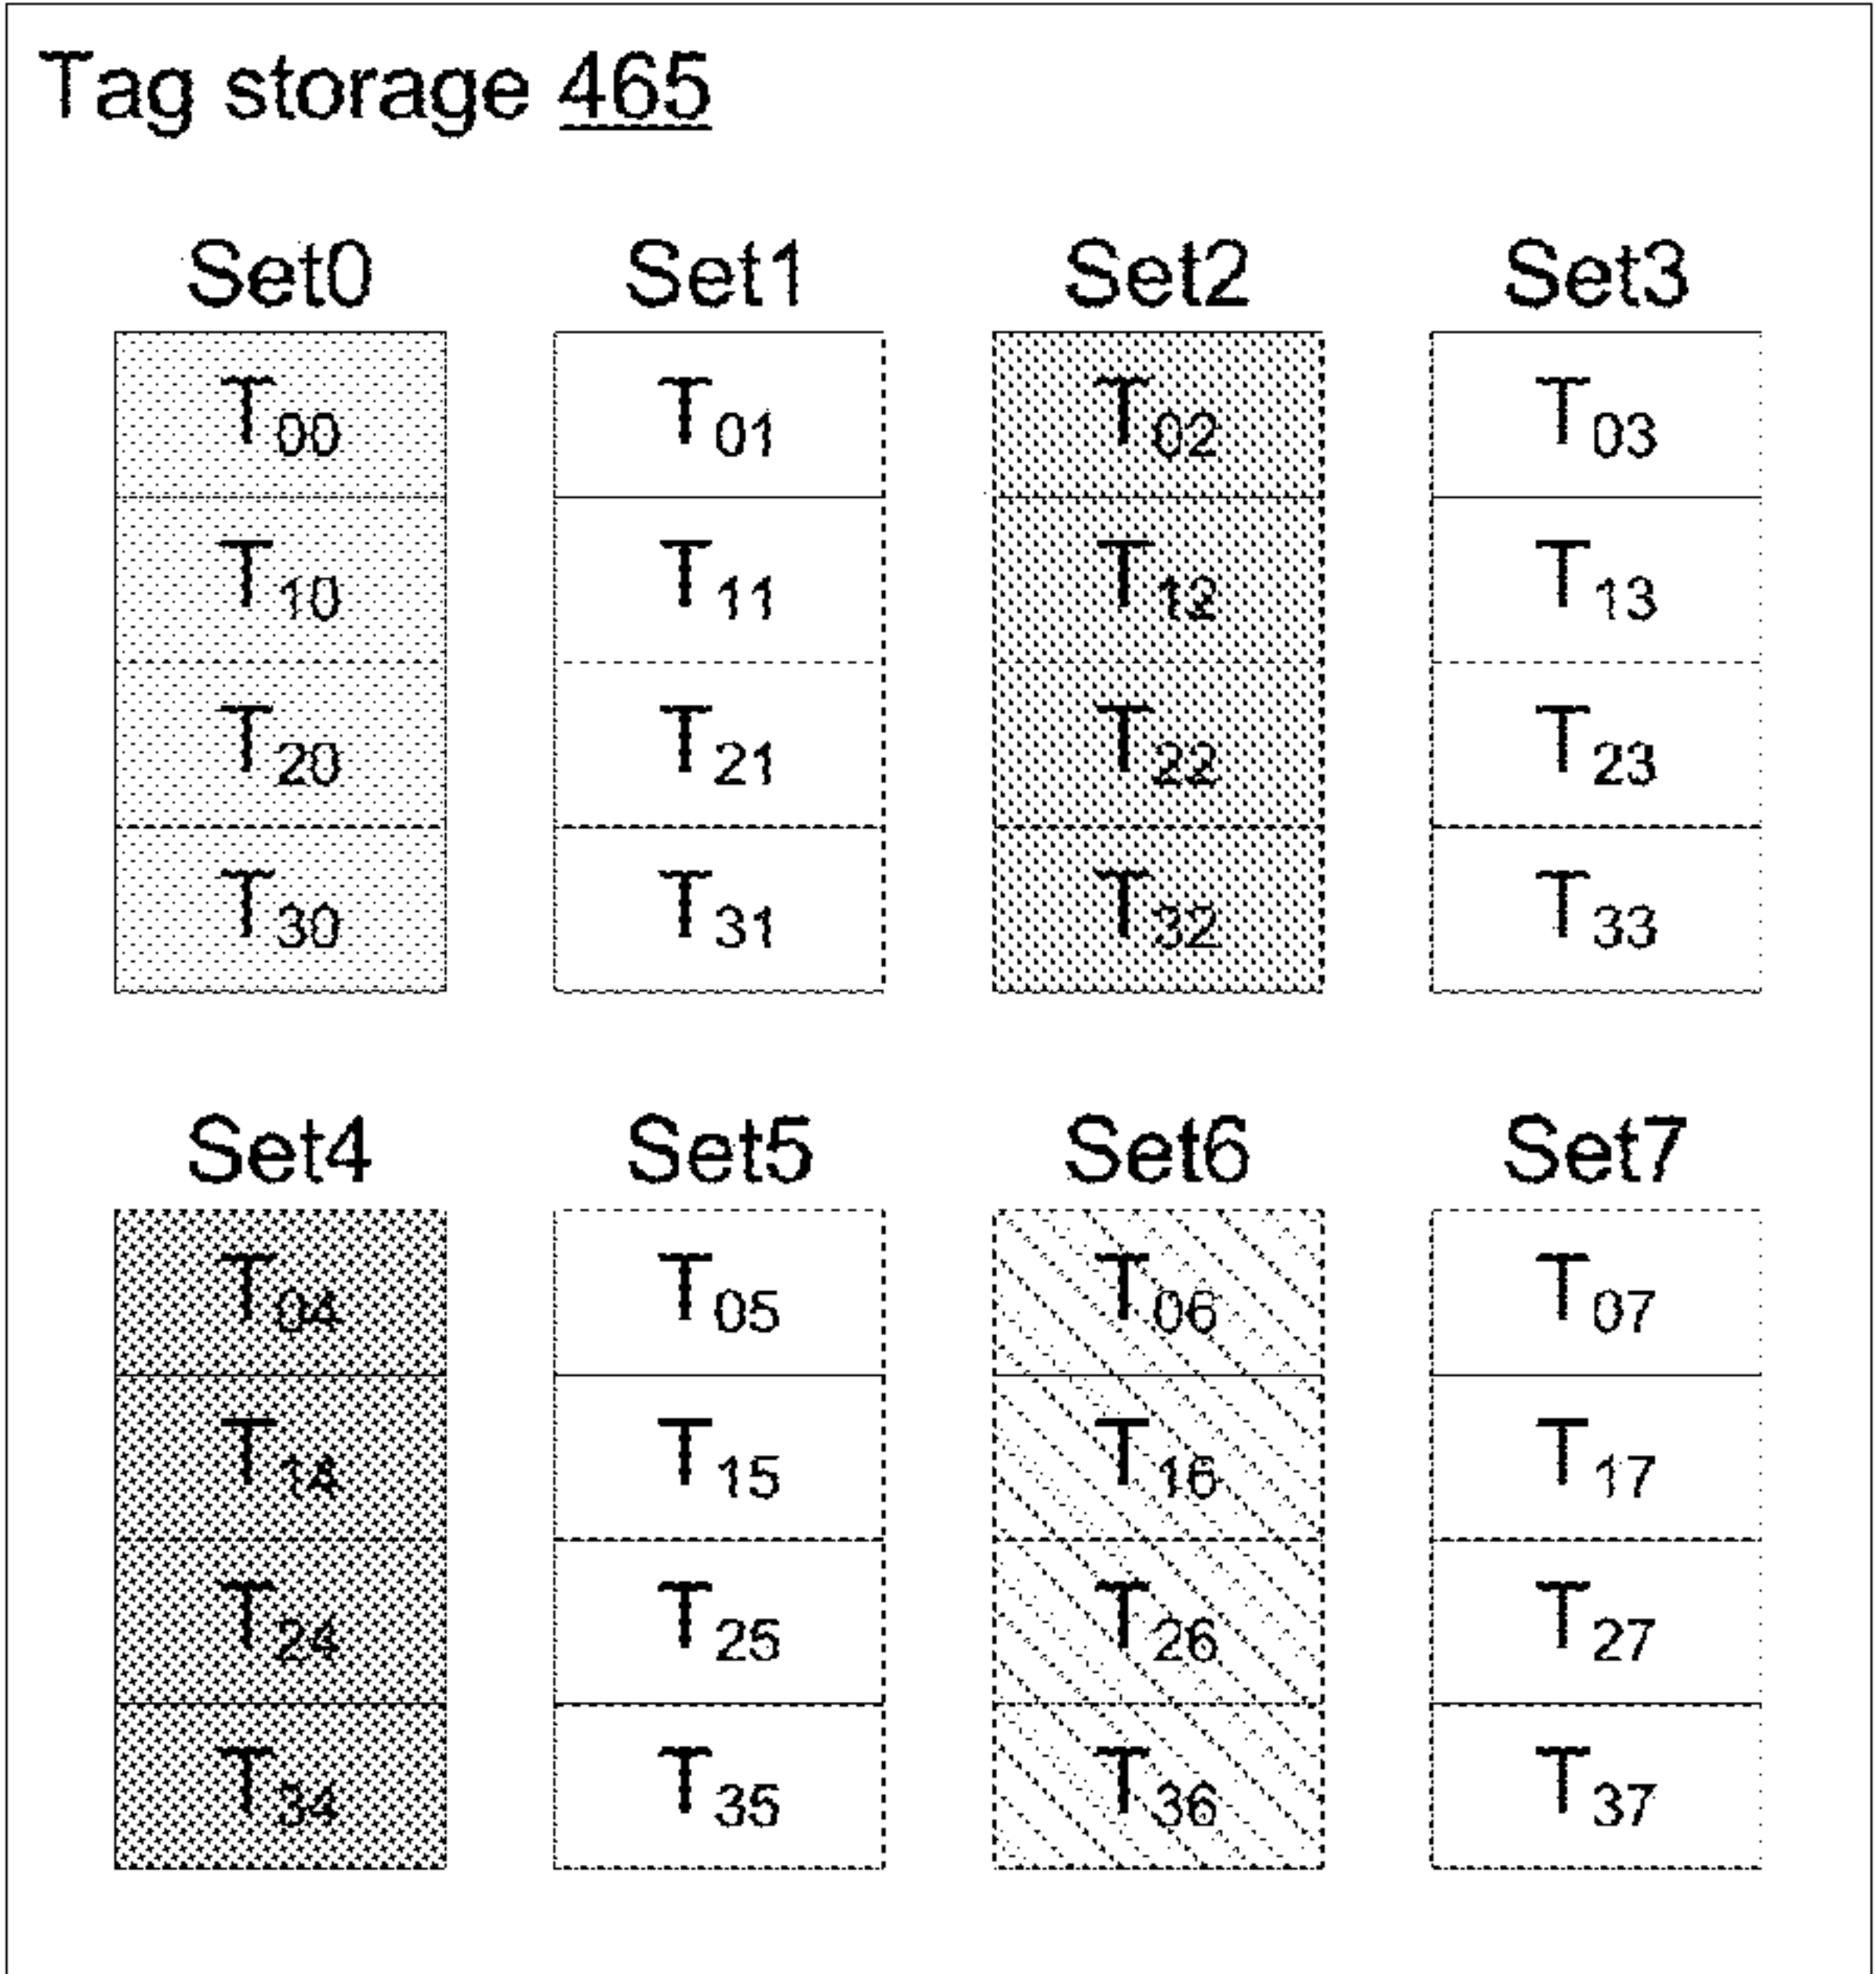 Tag storage 465
Set0 Set1 Set2 Set3
T00 T01 T02 T03
T10 T11 T12 T13
T20 T21 T22 T23
T30 T31 T32 T33
Set4 Set5 Set6 Set7
T04 T05 T06 T07
T14 T15 T16 T17
T24 T25 T26 T27
T34 T35 T36 T37